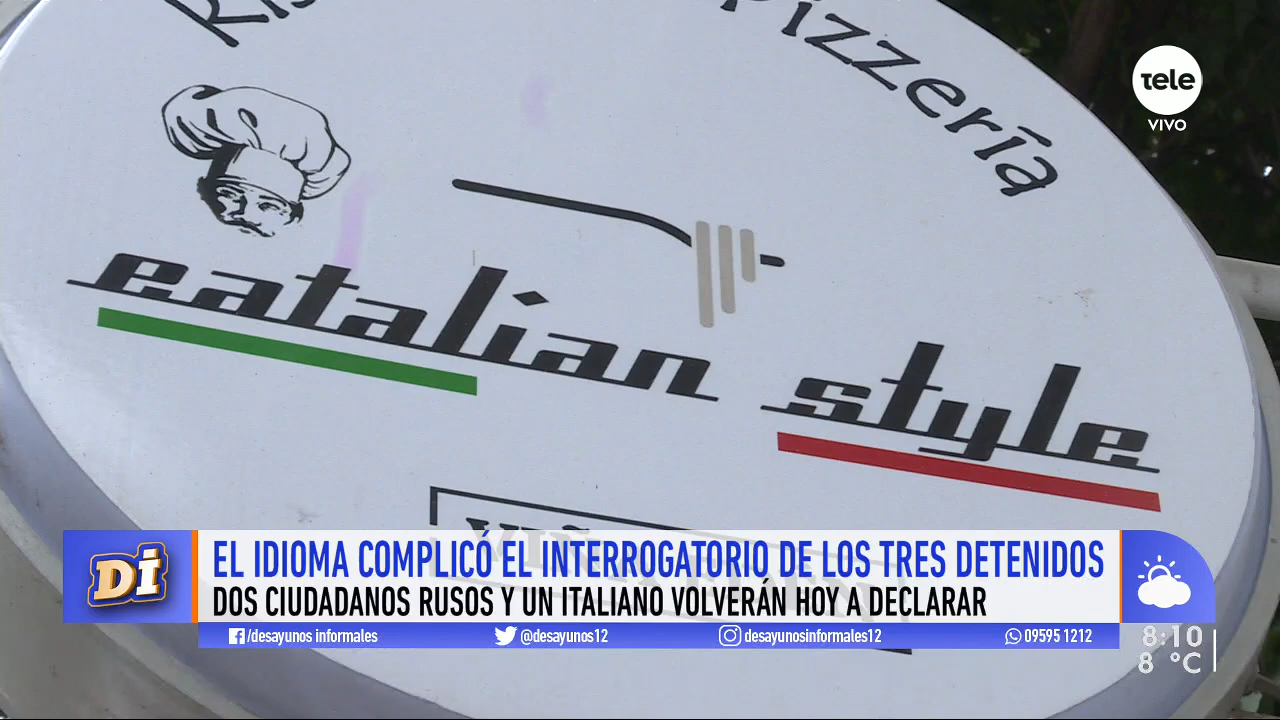 pizzería
tele
VIVO
eatalian style
Di
EL IDIOMA COMPLICÓ EL INTERROGATORIO DE LOS TRES DETENIDOS
DOS CIUDADANOS RUSOS Y UN ITALIANO VOLVERÁN HOY A DECLARAR
/desayunos informales
@desayunos12
desayunosinformales12
09595 1212
8:10
8 °C